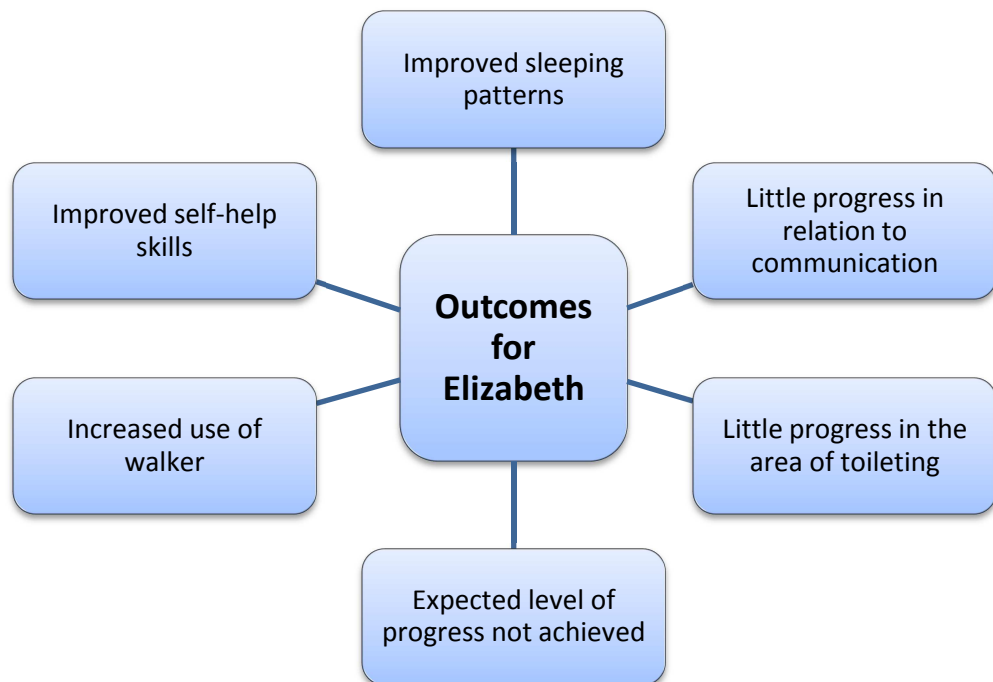 Improved sleeping
patterns
Improved self-help
skills
Little progress in
relation to
communication
Outcomes
for
Elizabeth
Increased use of
walker
Little progress in the
area of toileting
Expected level of
progress not achieved